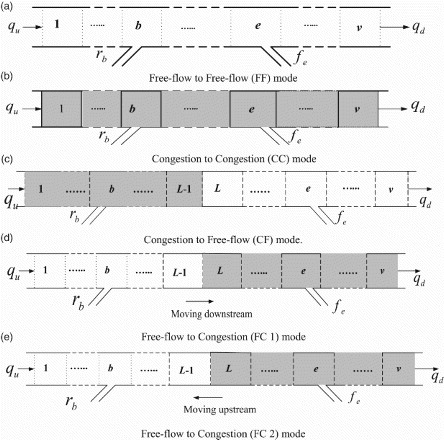 (a)
q_u 1 ...... b ...... e ...... v q_d
r_b f_e
Free-flow to Free-flow (FF) mode
(b)
q_u 1 ...... b ...... e ...... v q_d
r_b f_e
(c) Congestion to Congestion (CC) mode
1 ...... b ...... L-1 L ...... e ...... v
q_u q_d
r_b f_e
(d) Congestion to Free-flow (CF) mode.
q_u 1 ...... b ...... L-1 L ...... e ...... v q_d
r_b f_e
Moving downstream
(e) Free-flow to Congestion (FC 1) mode
q_u 1 ...... b ...... L-1 L ...... e ...... v q_d
r_b f_e
Moving upstream
Free-flow to Congestion (FC 2) mode